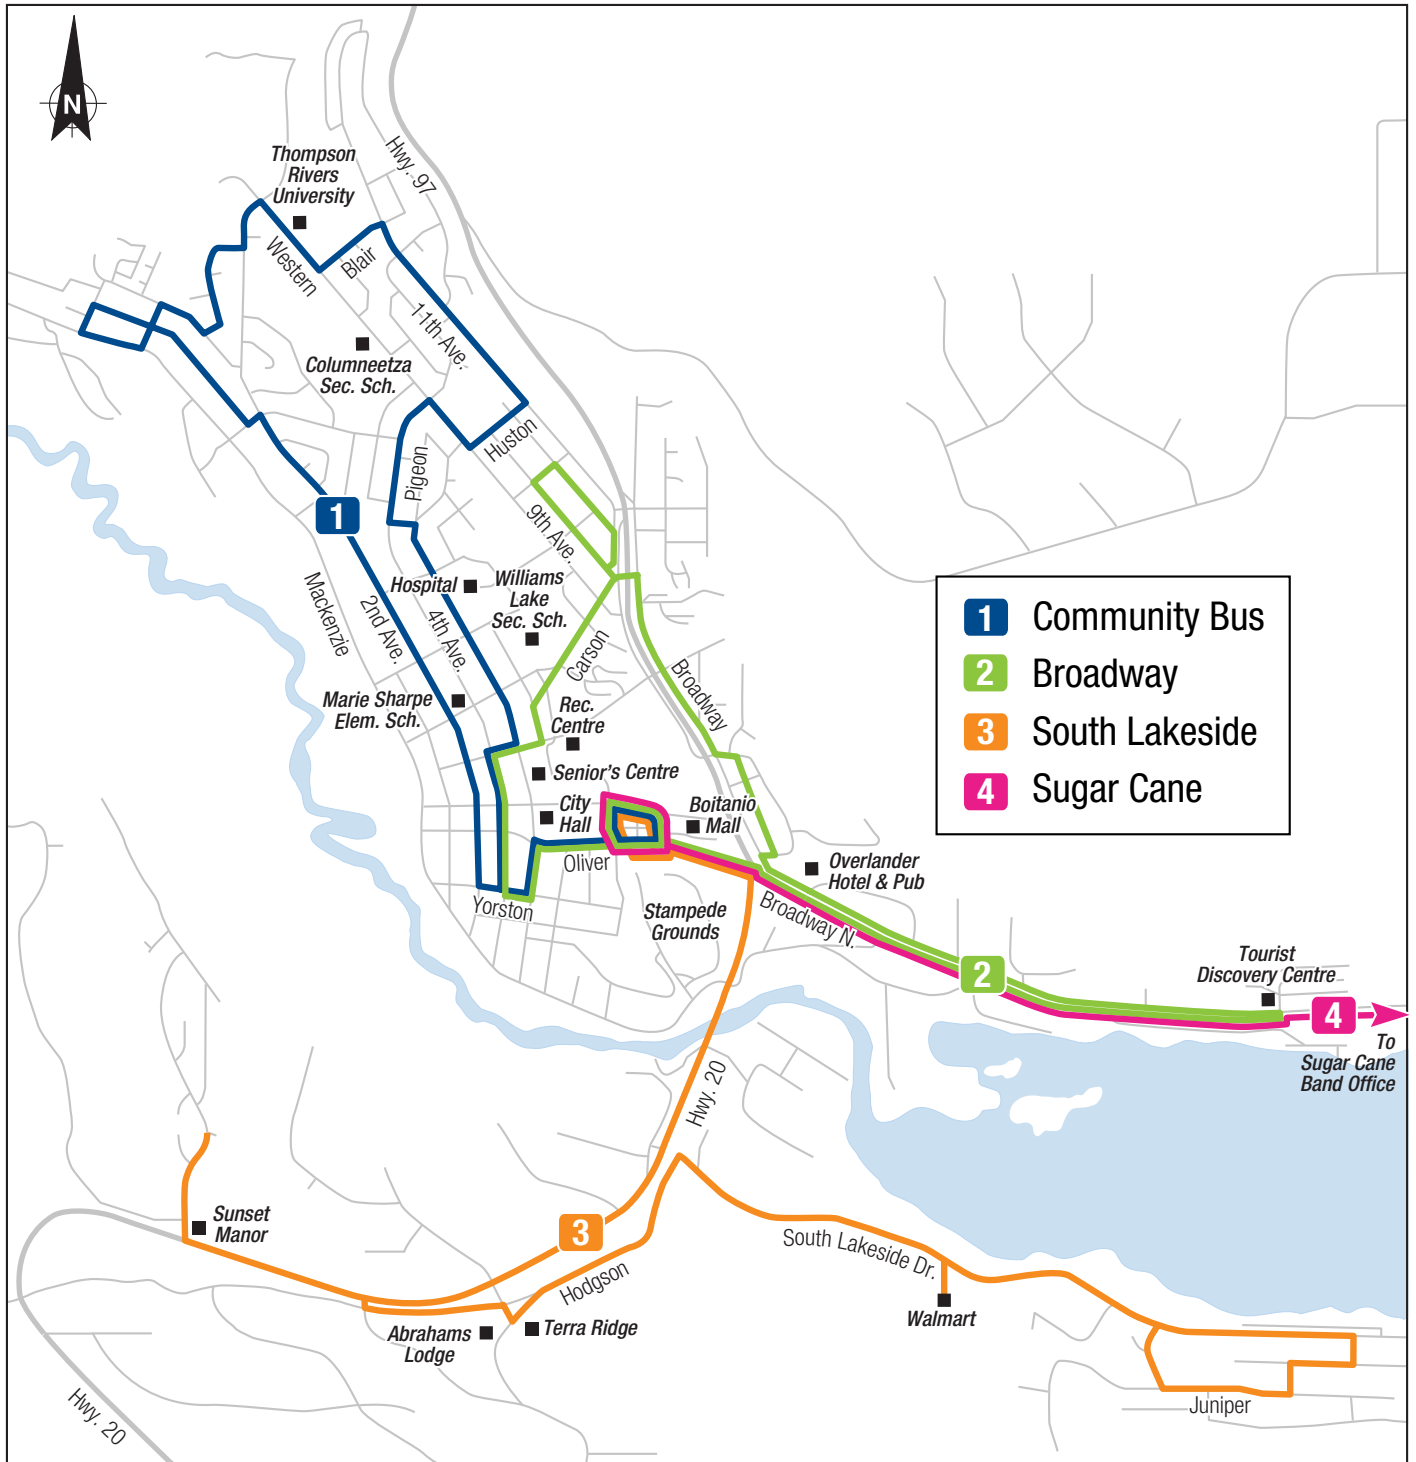 N
Hwy. 97
Thompson
Rivers
University
Western
Blair
11th Ave.
Columneetza
Sec. Sch.
Huston
Pigeon
1
9th Ave.
Mackenzie
2nd Ave.
Hospital
4th Ave.
Williams
Lake
Sec. Sch.
Carson
Broadway
Marie Sharpe
Elem. Sch.
Rec.
Centre
Senior's Centre
City
Hall
Boitanio
Mall
Oliver
Yorston
Overlander
Hotel & Pub
Stampede
Grounds
Broadway N.
2
Tourist
Discovery Centre
4
To
Sugar Cane
Band Office
1 Community Bus
2 Broadway
3 South Lakeside
4 Sugar Cane
Hwy. 20
Sunset
Manor
3
Hodgson
South Lakeside Dr.
Walmart
Abrahams
Lodge
Terra Ridge
Juniper
Hwy. 20